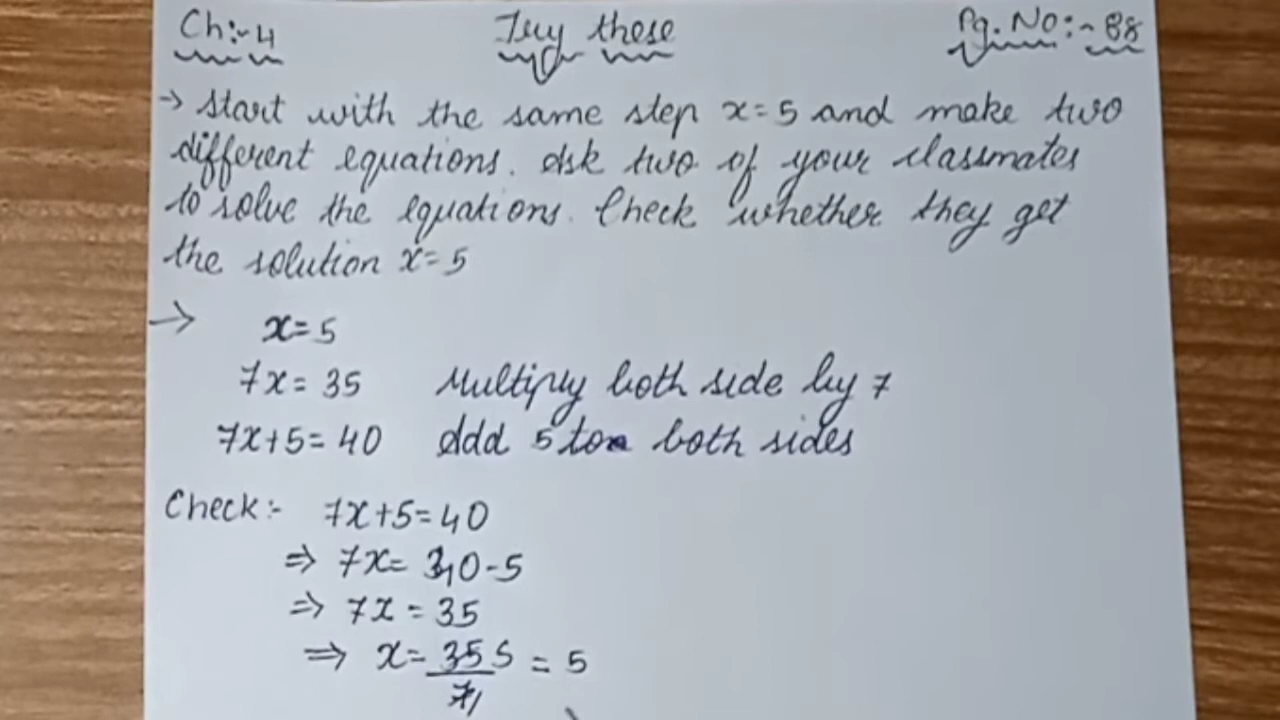 Ch:-4 Try these Pg. No:- 88
→ Start with the same step x=5 and make two
different equations. Ask two of your classmates
to solve the equations. Check whether they get
the solution x=5
→ x=5
7x=35 Multiply both side by 7
7x+5=40 Add 5 to both sides
Check:- 7x+5=40
⇒ 7x= 40-5
⇒ 7x = 35
⇒ x= 35 5 = 5
7 1